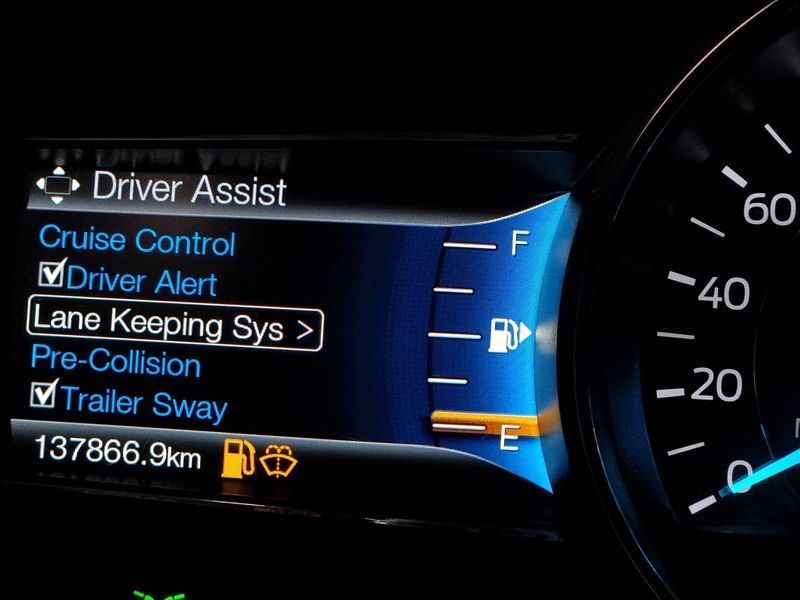 Driver Assist
Cruise Control
Driver Alert
Lane Keeping Sys >
Pre-Collision
Trailer Sway
137866.9km
F
E
60
40
20
0